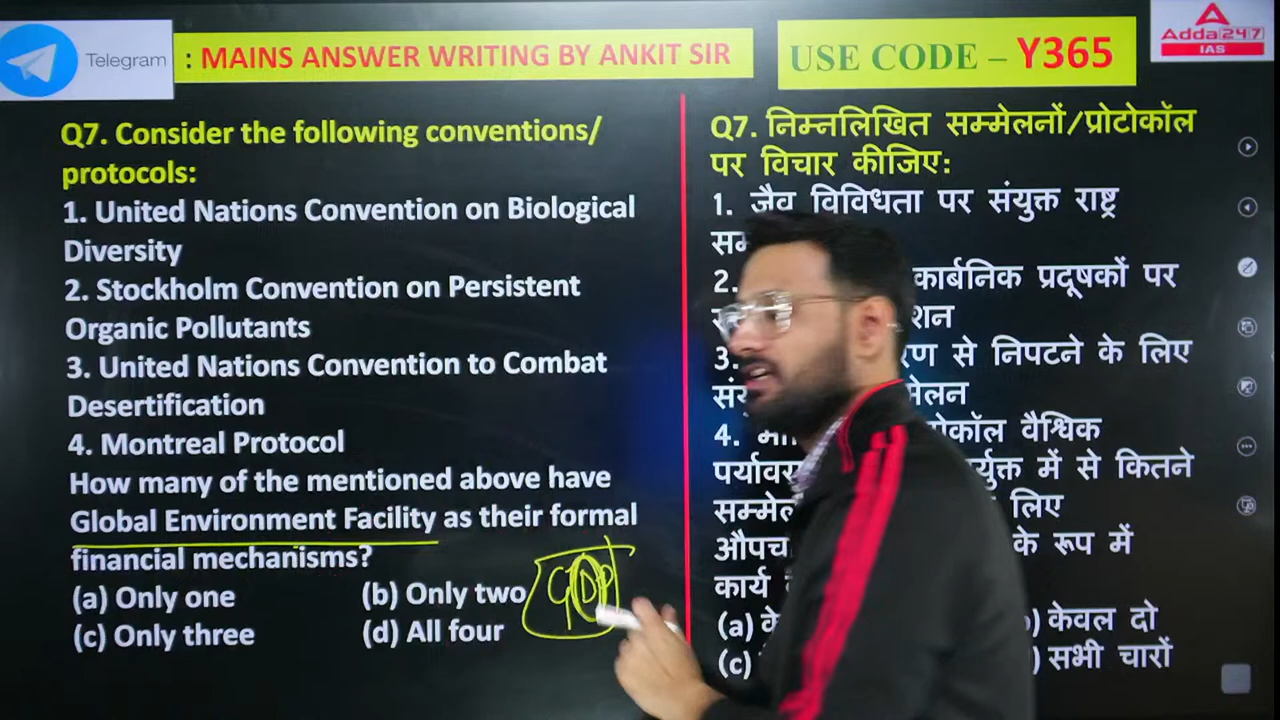 Telegram
: MAINS ANSWER WRITING BY ANKIT SIR
USE CODE – Y365
Adda247
IAS
Q7. Consider the following conventions/
protocols:
1. United Nations Convention on Biological
Diversity
2. Stockholm Convention on Persistent
Organic Pollutants
3. United Nations Convention to Combat
Desertification
4. Montreal Protocol
How many of the mentioned above have
Global Environment Facility as their formal
financial mechanisms?
(a) Only one (b) Only two
(c) Only three (d) All four
Q7. निम्नलिखित सम्मेलनों/प्रोटोकॉल
पर विचार कीजिए:
1. जैव विविधता पर संयुक्त राष्ट्र
2. कार्बनिक प्रदूषकों पर
3. से निपटने के लिए
4. वैश्विक
में से कितने
लिए
के रूप में
कार्य
(a) केवल दो
(c) सभी चारों